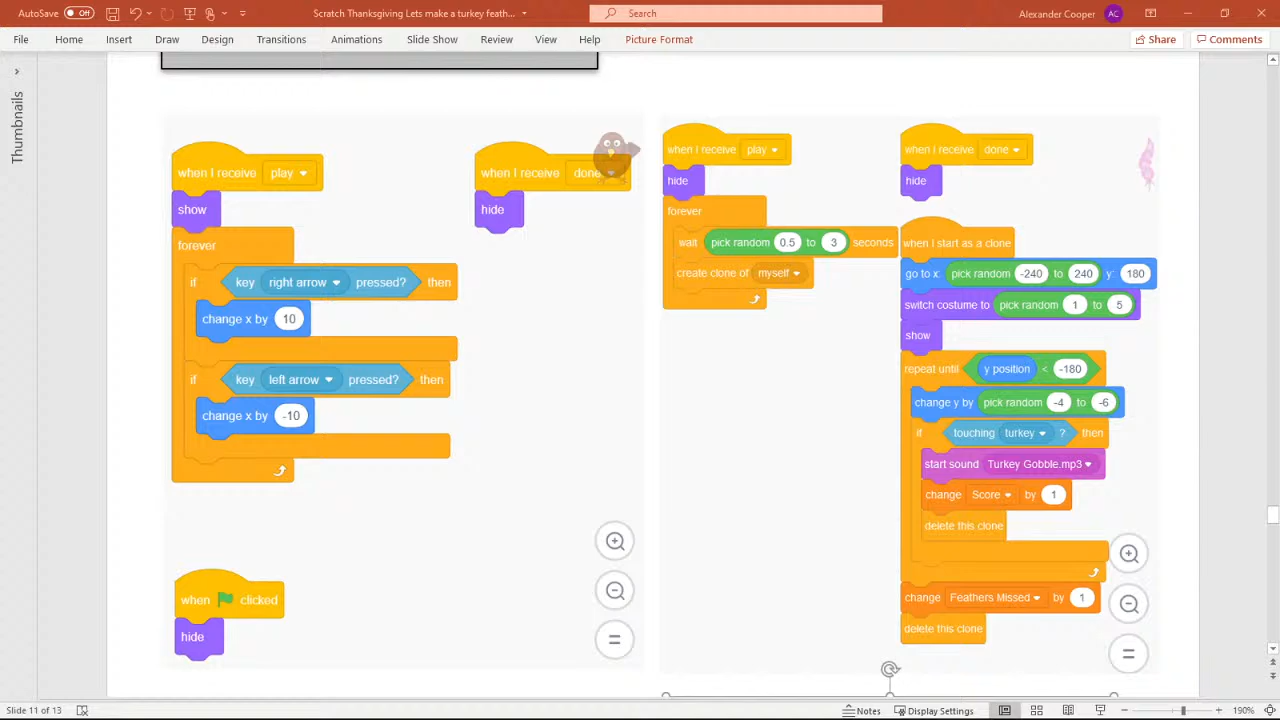 AutoSave Off Scratch Thanksgiving Lets make a turkey feath... Search Alexander Cooper AC
File Home Insert Draw Design Transitions Animations Slide Show Review View Help Picture Format Share Comments
Thumbnails
when I receive play
show
forever
if key right arrow pressed? then
change x by 10
if key left arrow pressed? then
change x by -10
when clicked
hide
when I receive done
hide
when I receive play
hide
forever
wait pick random 0.5 to 3 seconds
create clone of myself
when I receive done
hide
when I start as a clone
go to x: pick random -240 to 240 y: 180
switch costume to pick random 1 to 5
show
repeat until y position < -180
change y by pick random -4 to -6
if touching turkey ? then
start sound Turkey Gobble.mp3
change Score by 1
delete this clone
change Feathers Missed by 1
delete this clone
Slide 11 of 13 Notes Display Settings 190%